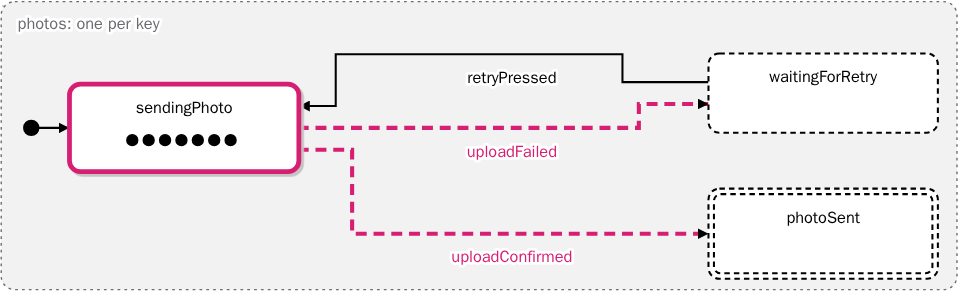 photos: one per key
sendingPhoto
retryPressed
waitingForRetry
uploadFailed
photoSent
uploadConfirmed